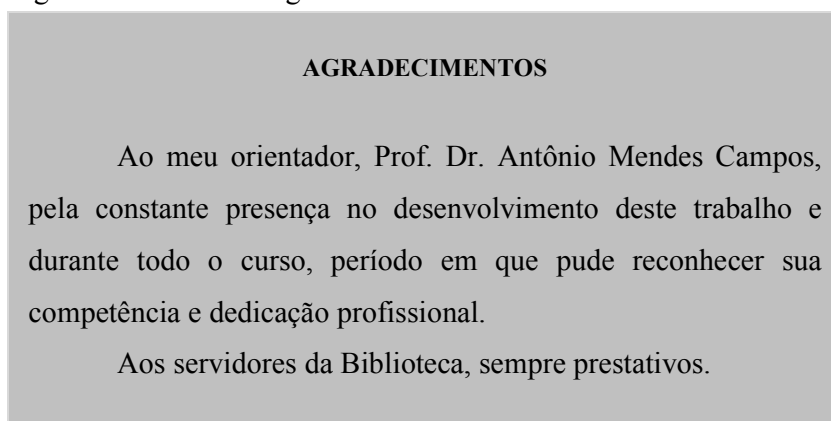 AGRADECIMENTOS
Ao meu orientador, Prof. Dr. Antônio Mendes Campos,
pela constante presença no desenvolvimento deste trabalho e
durante todo o curso, período em que pude reconhecer sua
competência e dedicação profissional.
Aos servidores da Biblioteca, sempre prestativos.